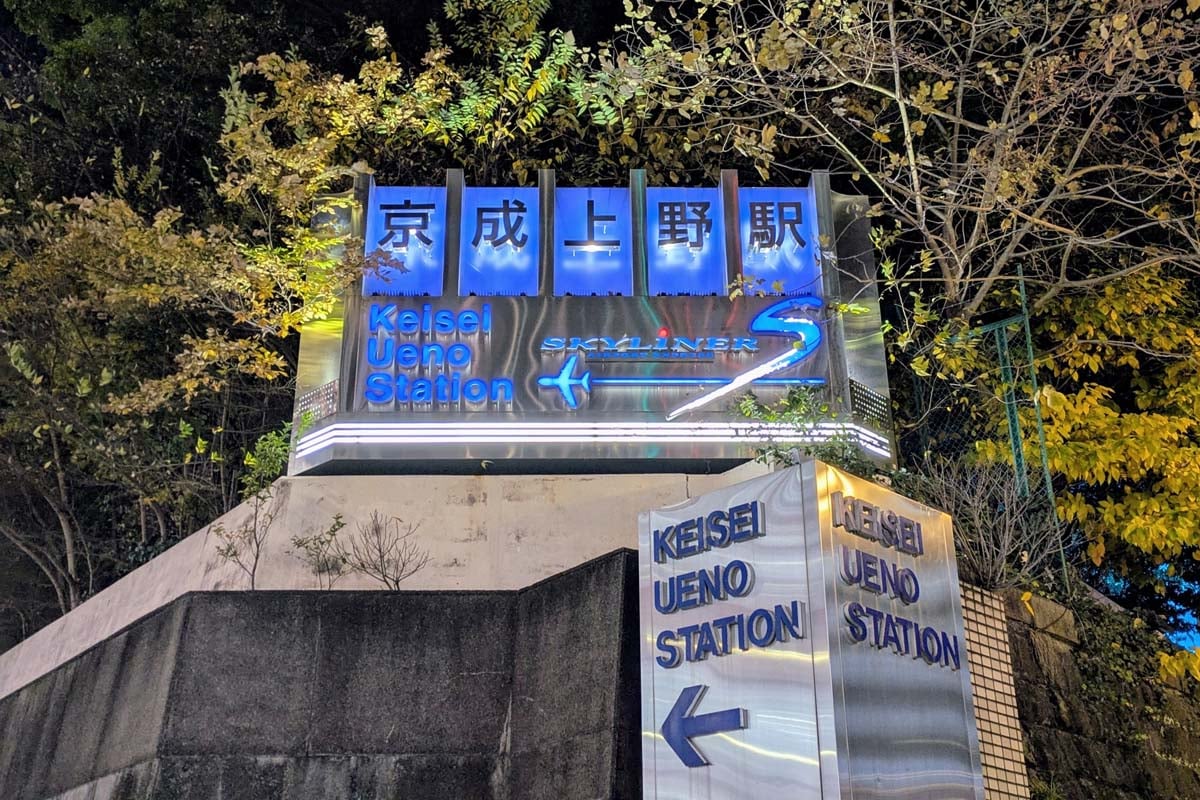 京成上野駅
Keisei
Ueno
Station
SKYLINER
KEISEI
UENO
STATION
KEISEI
UENO
STATION